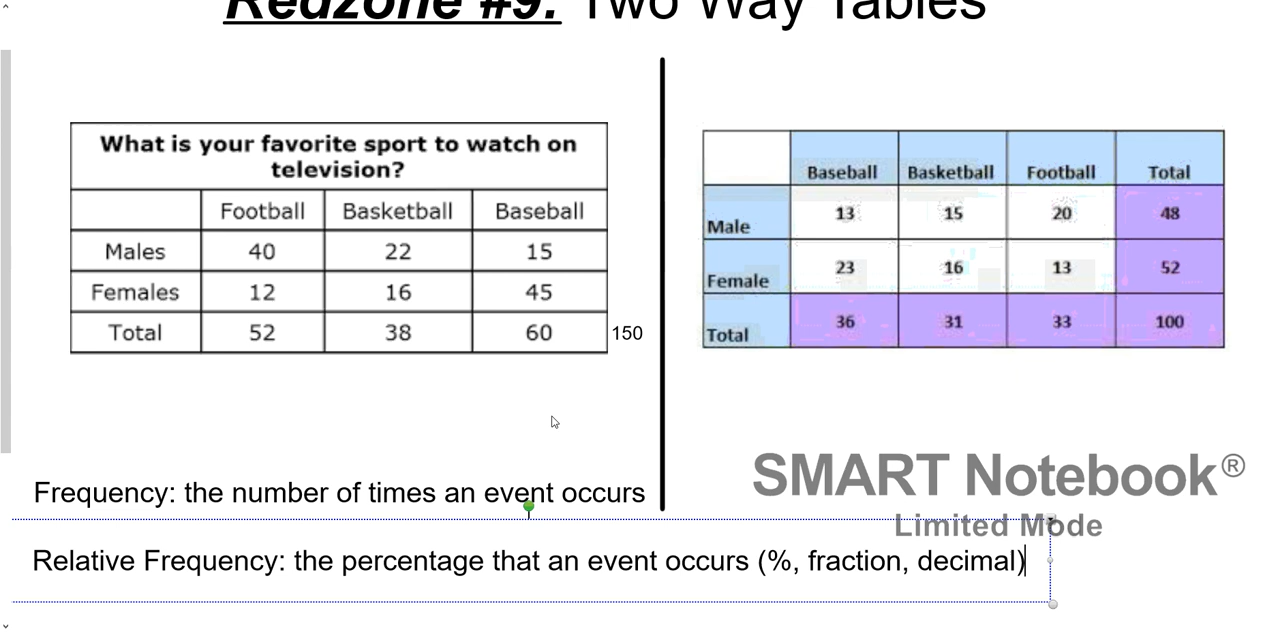 Redzone #9: Two Way Tables
What is your favorite sport to watch on
television?
Football Basketball Baseball
Males 40 22 15
Females 12 16 45
Total 52 38 60 150
Baseball Basketball Football Total
Male 13 15 20 48
Female 23 16 13 52
Total 36 31 33 100
SMART Notebook®
Limited Mode
Frequency: the number of times an event occurs
Relative Frequency: the percentage that an event occurs (%, fraction, decimal)